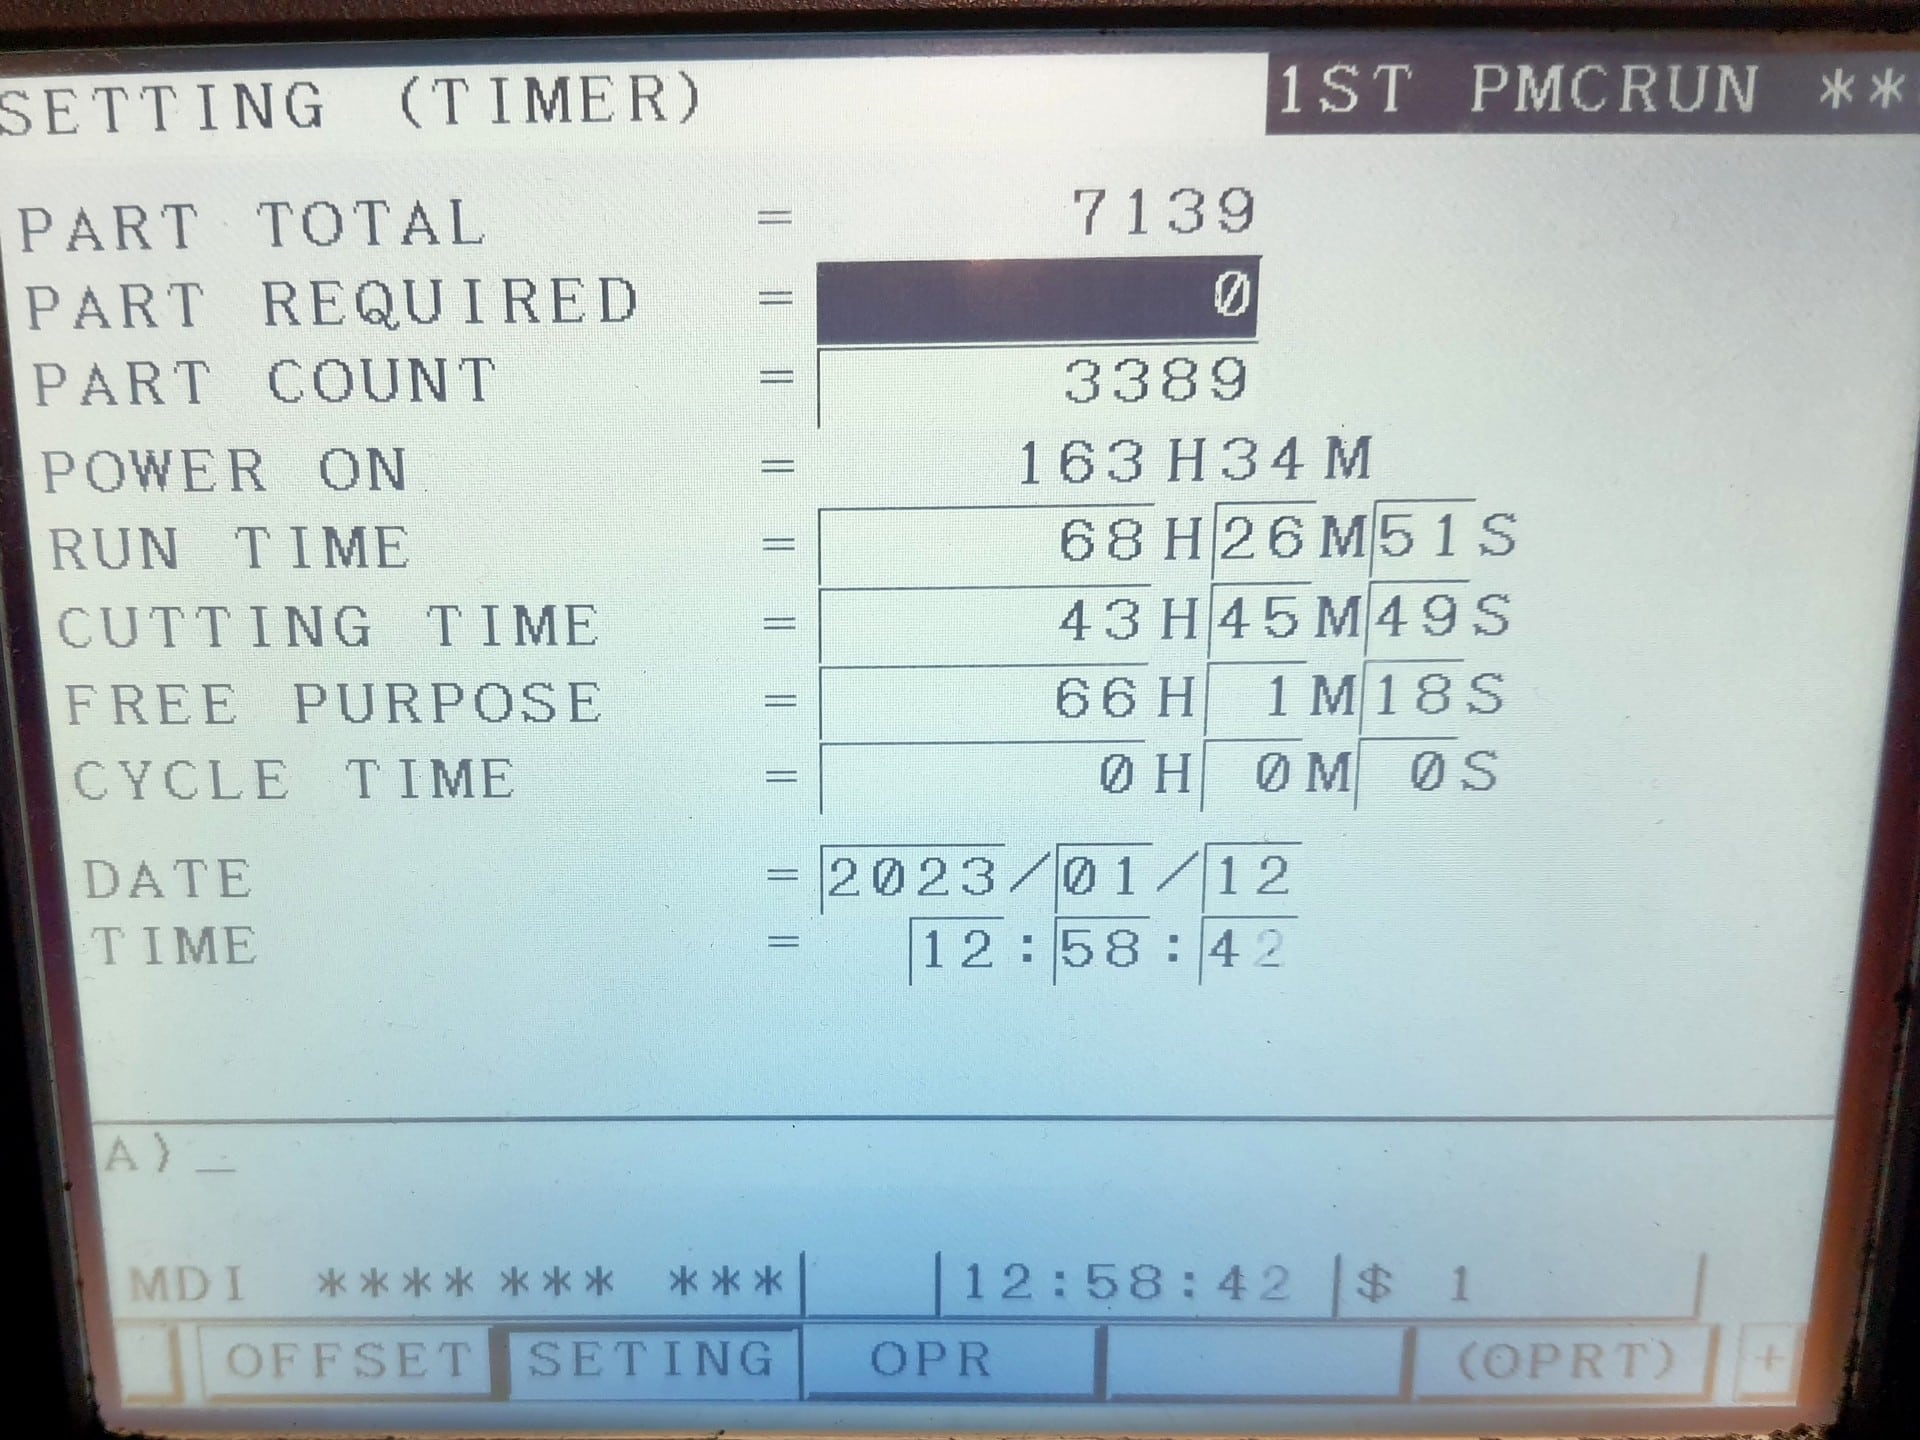 SETTING (TIMER) 1ST PMCRUN **
PART TOTAL = 7139
PART REQUIRED = 0
PART COUNT = 3389
POWER ON = 163H34M
RUN TIME = 68H26M51S
CUTTING TIME = 43H45M49S
FREE PURPOSE = 66H 1M18S
CYCLE TIME = 0H 0M 0S
DATE = 2023/01/12
TIME = 12:58:42
A)_
MDI **** *** *** 12:58:42 $ 1
OFFSET SETING OPR (OPRT) +